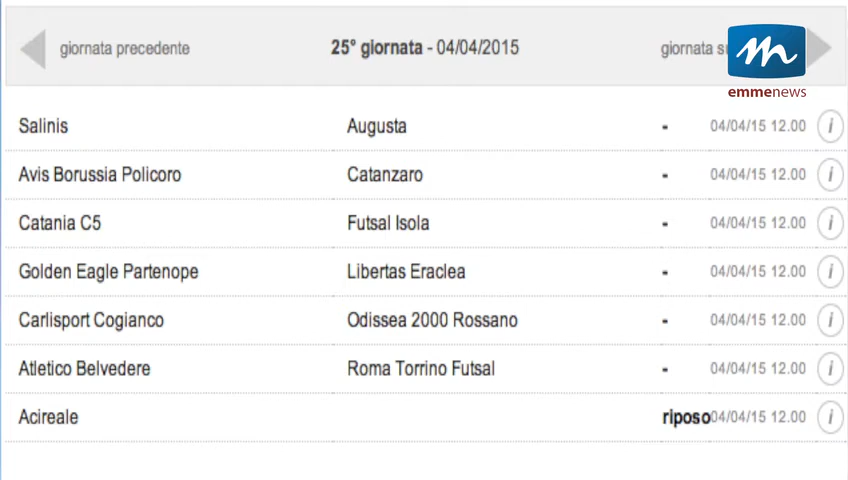 giornata precedente 25° giornata - 04/04/2015 giornata
emmenews
Salinis Augusta - 04/04/15 12.00 i
Avis Borussia Policoro Catanzaro - 04/04/15 12.00 i
Catania C5 Futsal Isola - 04/04/15 12.00 i
Golden Eagle Partenope Libertas Eraclea - 04/04/15 12.00 i
Carlisport Cogianco Odissea 2000 Rossano - 04/04/15 12.00 i
Atletico Belvedere Roma Torrino Futsal - 04/04/15 12.00 i
Acireale riposo 04/04/15 12.00 i